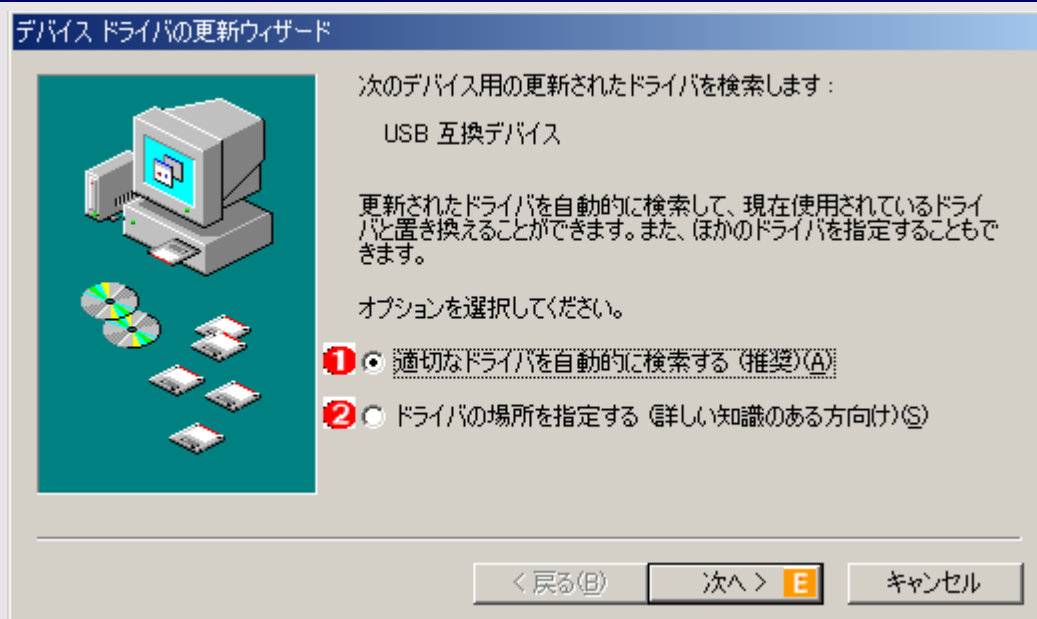 デバイス ドライバの更新ウィザード
次のデバイス用の更新されたドライバを検索します：
USB 互換デバイス
更新されたドライバを自動的に検索して、現在使用されているドライ
バと置き換えることができます。また、ほかのドライバを指定することもで
きます。
オプションを選択してください。
1 適切なドライバを自動的に検索する (推奨)(A)
2 ドライバの場所を指定する (詳しい知識のある方向け)(S)
< 戻る(B) 次へ > E キャンセル